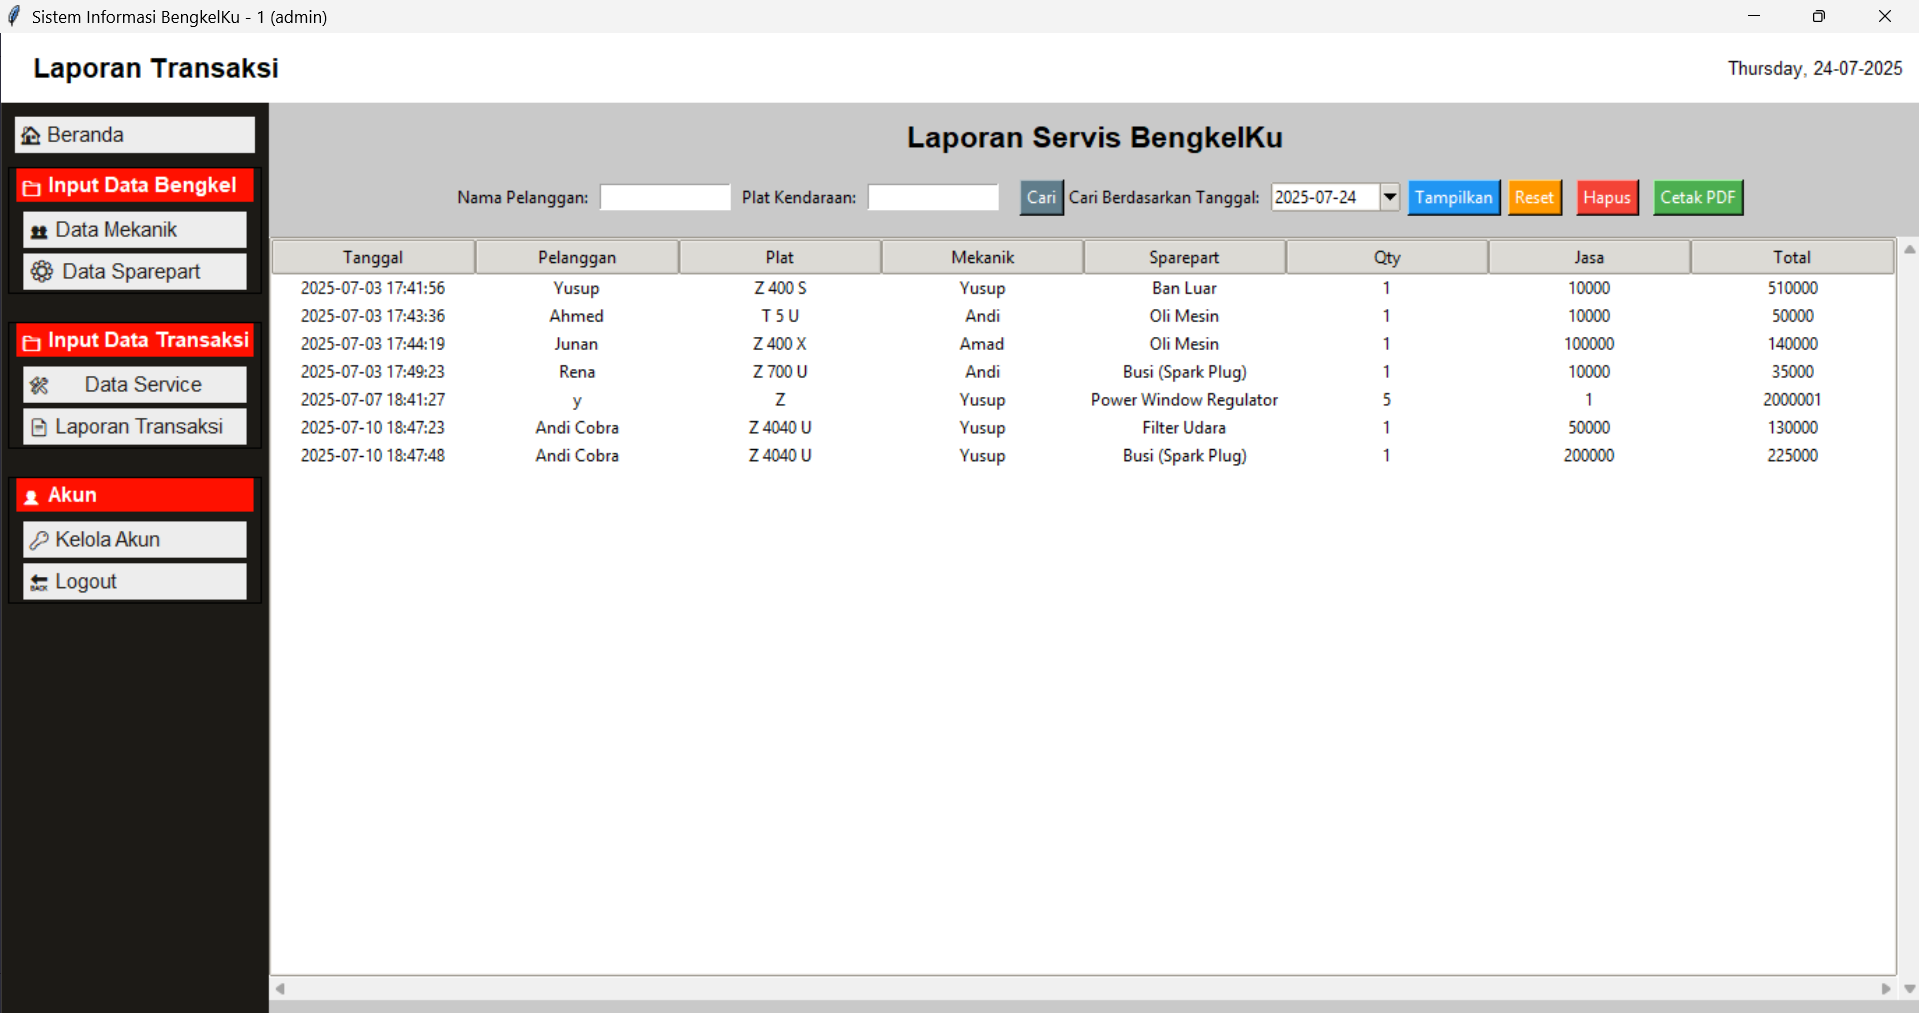 Sistem Informasi BengkelKu - 1 (admin)
Laporan Transaksi
Thursday, 24-07-2025
Beranda
Input Data Bengkel
Data Mekanik
Data Sparepart
Input Data Transaksi
Data Service
Laporan Transaksi
Akun
Kelola Akun
BACK Logout
Laporan Servis BengkelKu
Nama Pelanggan: Plat Kendaraan: Cari Cari Berdasarkan Tanggal: 2025-07-24 Tampilkan Reset Hapus Cetak PDF
Tanggal Pelanggan Plat Mekanik Sparepart Qty Jasa Total
2025-07-03 17:41:56 Yusup Z 400 S Yusup Ban Luar 1 10000 510000
2025-07-03 17:43:36 Ahmed T 5 U Andi Oli Mesin 1 10000 50000
2025-07-03 17:44:19 Junan Z 400 X Amad Oli Mesin 1 100000 140000
2025-07-03 17:49:23 Rena Z 700 U Andi Busi (Spark Plug) 1 10000 35000
2025-07-07 18:41:27 y Z Yusup Power Window Regulator 5 1 2000001
2025-07-10 18:47:23 Andi Cobra Z 4040 U Yusup Filter Udara 1 50000 130000
2025-07-10 18:47:48 Andi Cobra Z 4040 U Yusup Busi (Spark Plug) 1 200000 225000